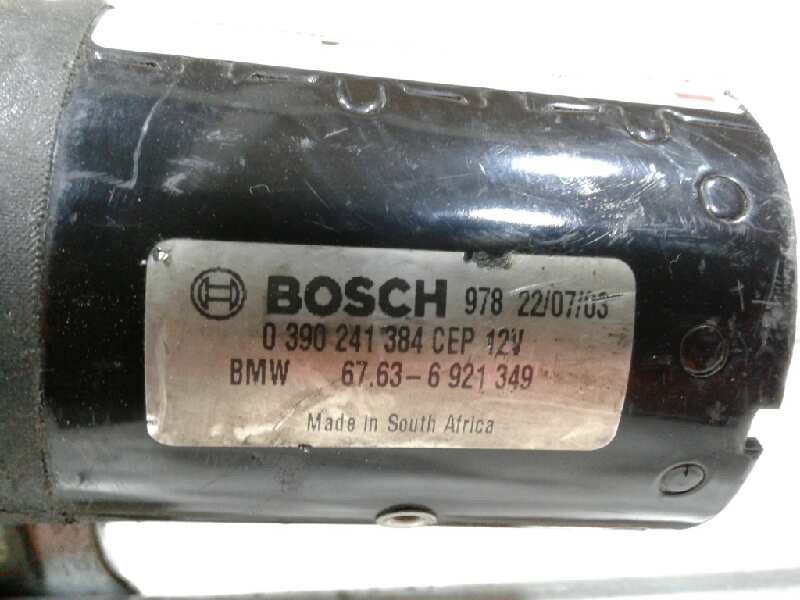 BOSCH 978 22/07/03
0 390 241 384 CEP 12V
BMW 67.63-6 921 349
Made in South Africa